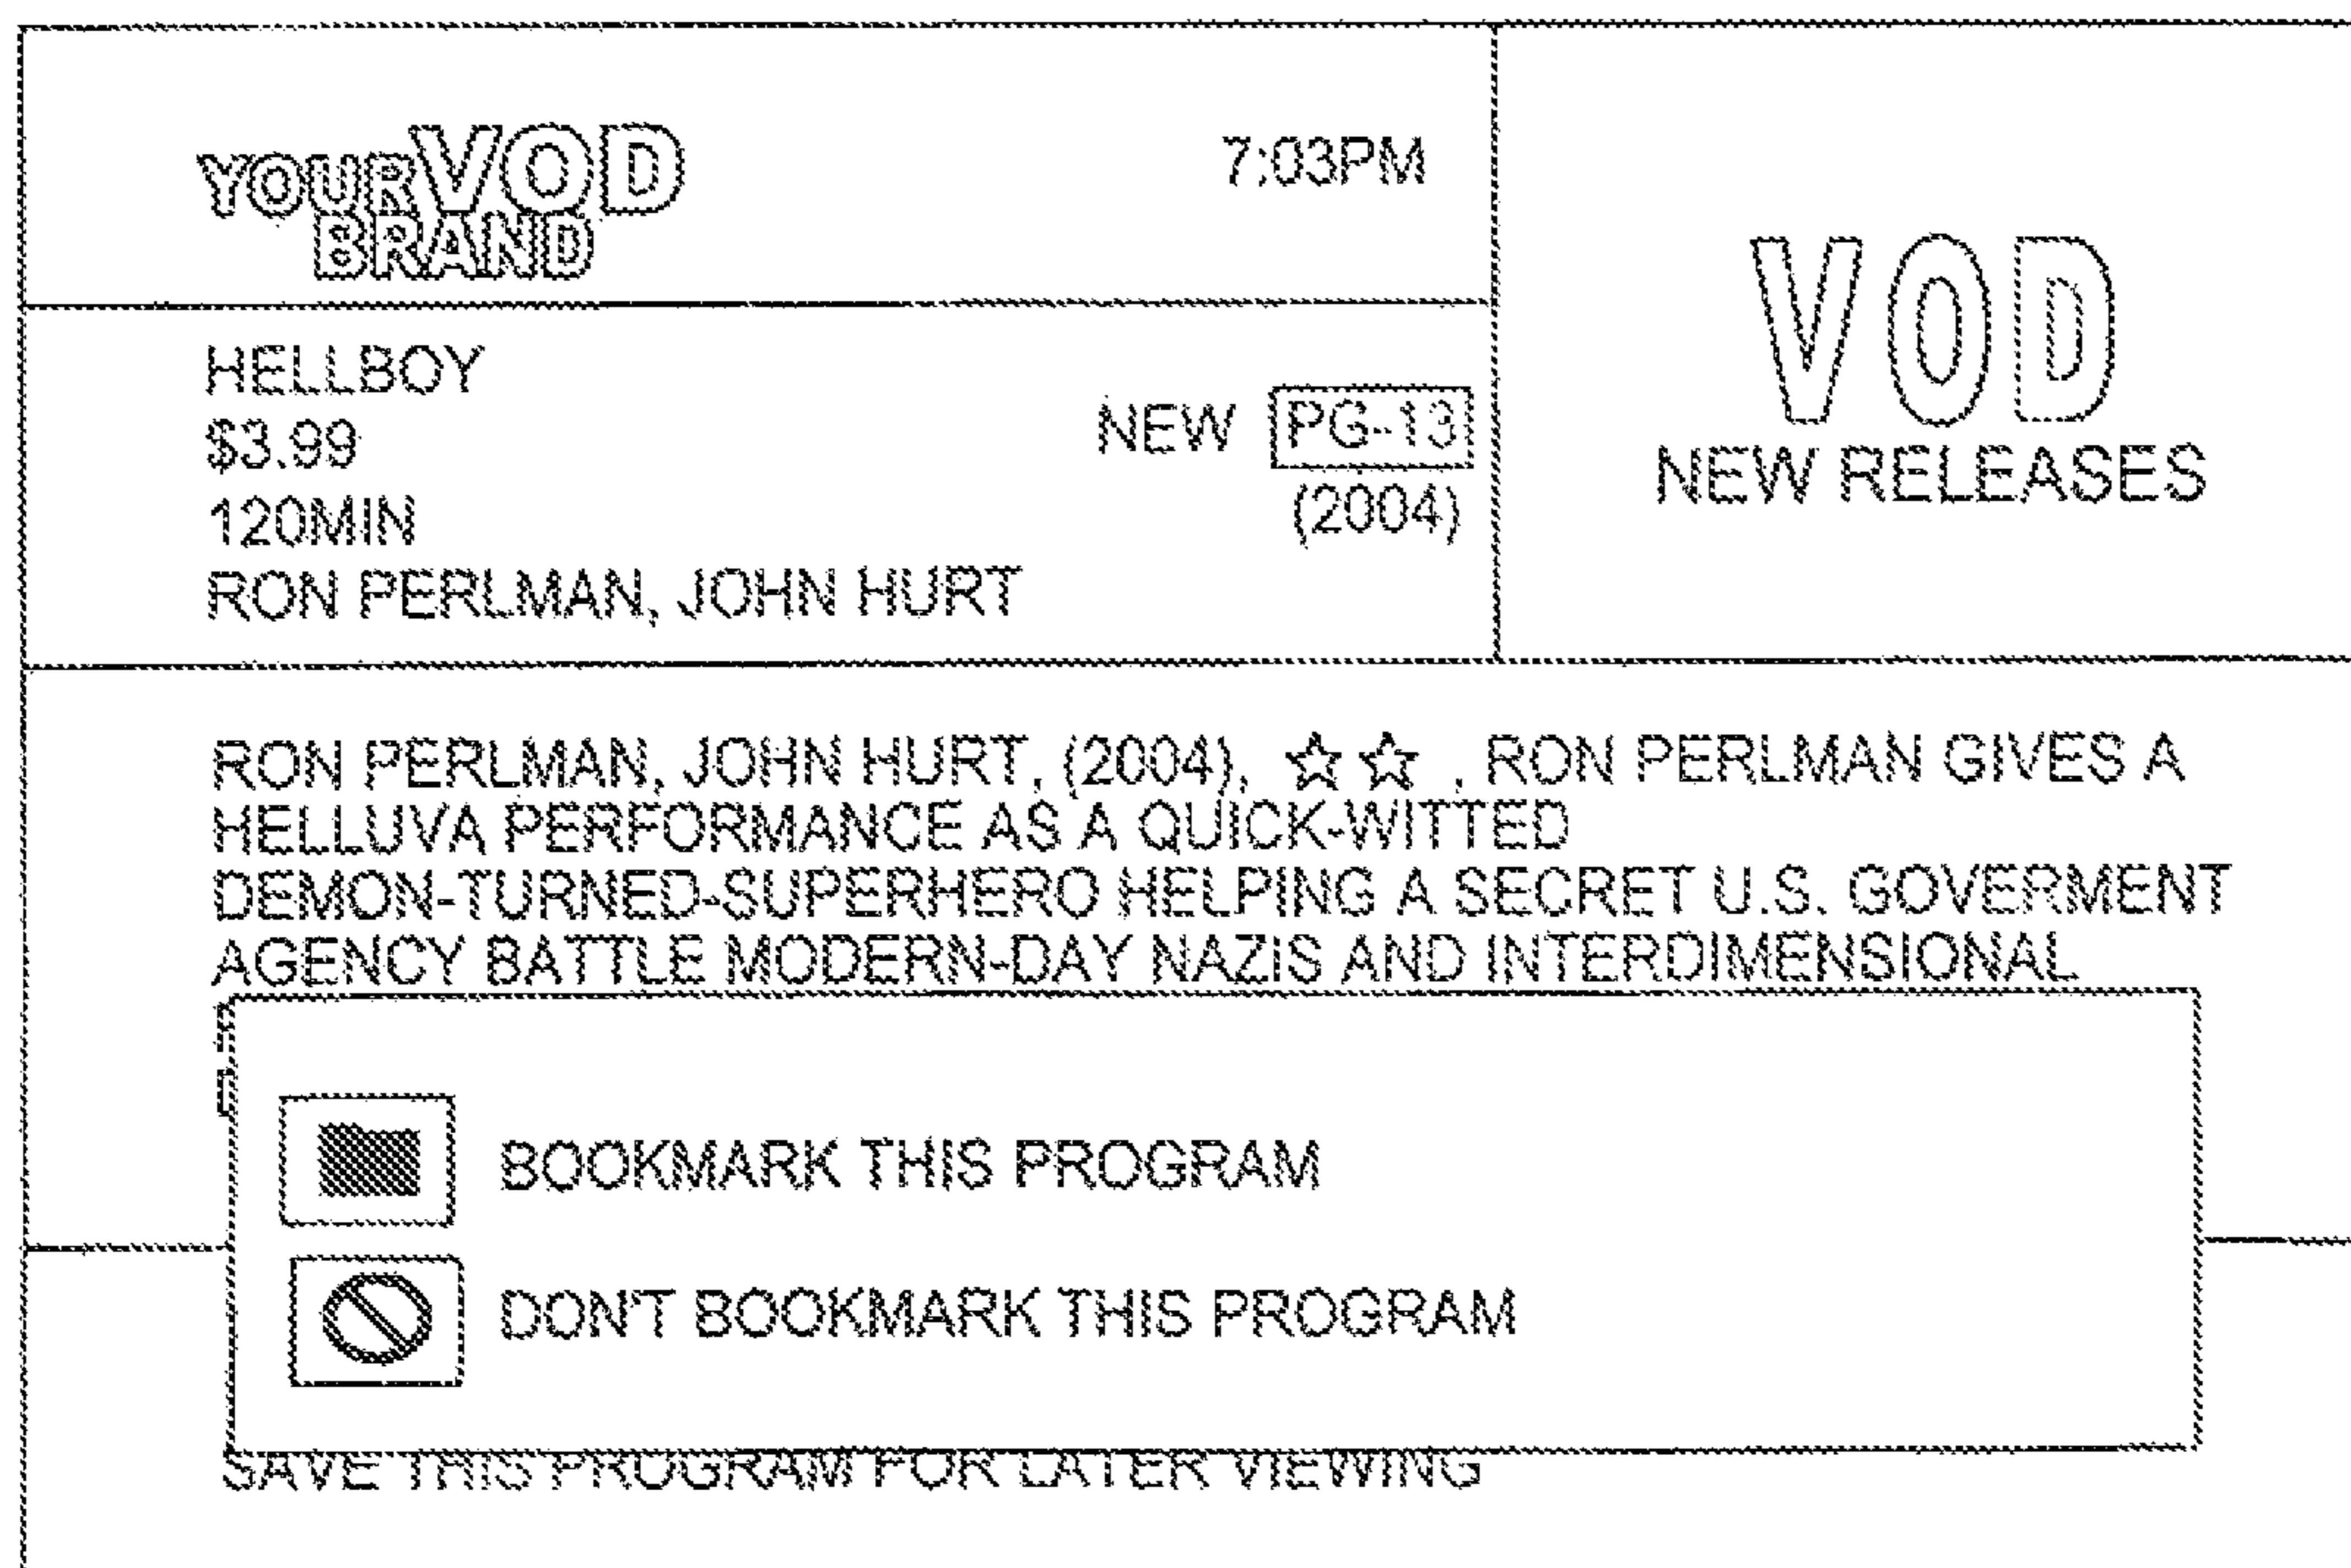 YOUR VOD
BRAND
7:03PM
VOD
NEW RELEASES
HELLBOY
$3.99
120MIN
RON PERLMAN, JOHN HURT
NEW PG-13
(2004)
RON PERLMAN, JOHN HURT, (2004), ☆☆ , RON PERLMAN GIVES A
HELLUVA PERFORMANCE AS A QUICK-WITTED
DEMON-TURNED-SUPERHERO HELPING A SECRET U.S. GOVERMENT
AGENCY BATTLE MODERN-DAY NAZIS AND INTERDIMENSIONAL
BOOKMARK THIS PROGRAM
DON'T BOOKMARK THIS PROGRAM
SAVE THIS PROGRAM FOR LATER VIEWING